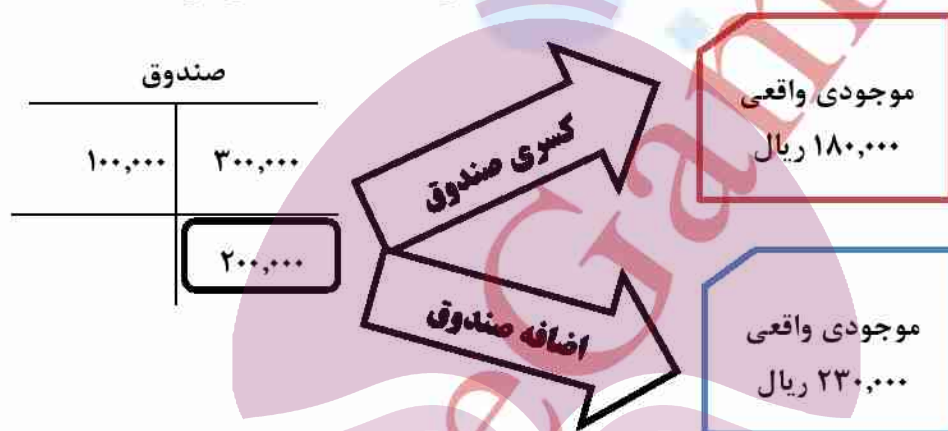 صندوق
۳۰۰,۰۰۰
۱۰۰,۰۰۰
۲۰۰,۰۰۰
کسری صندوق
موجودی واقعی
۱۸۰,۰۰۰ ریال
اضافه صندوق
موجودی واقعی
۲۳۰,۰۰۰ ریال